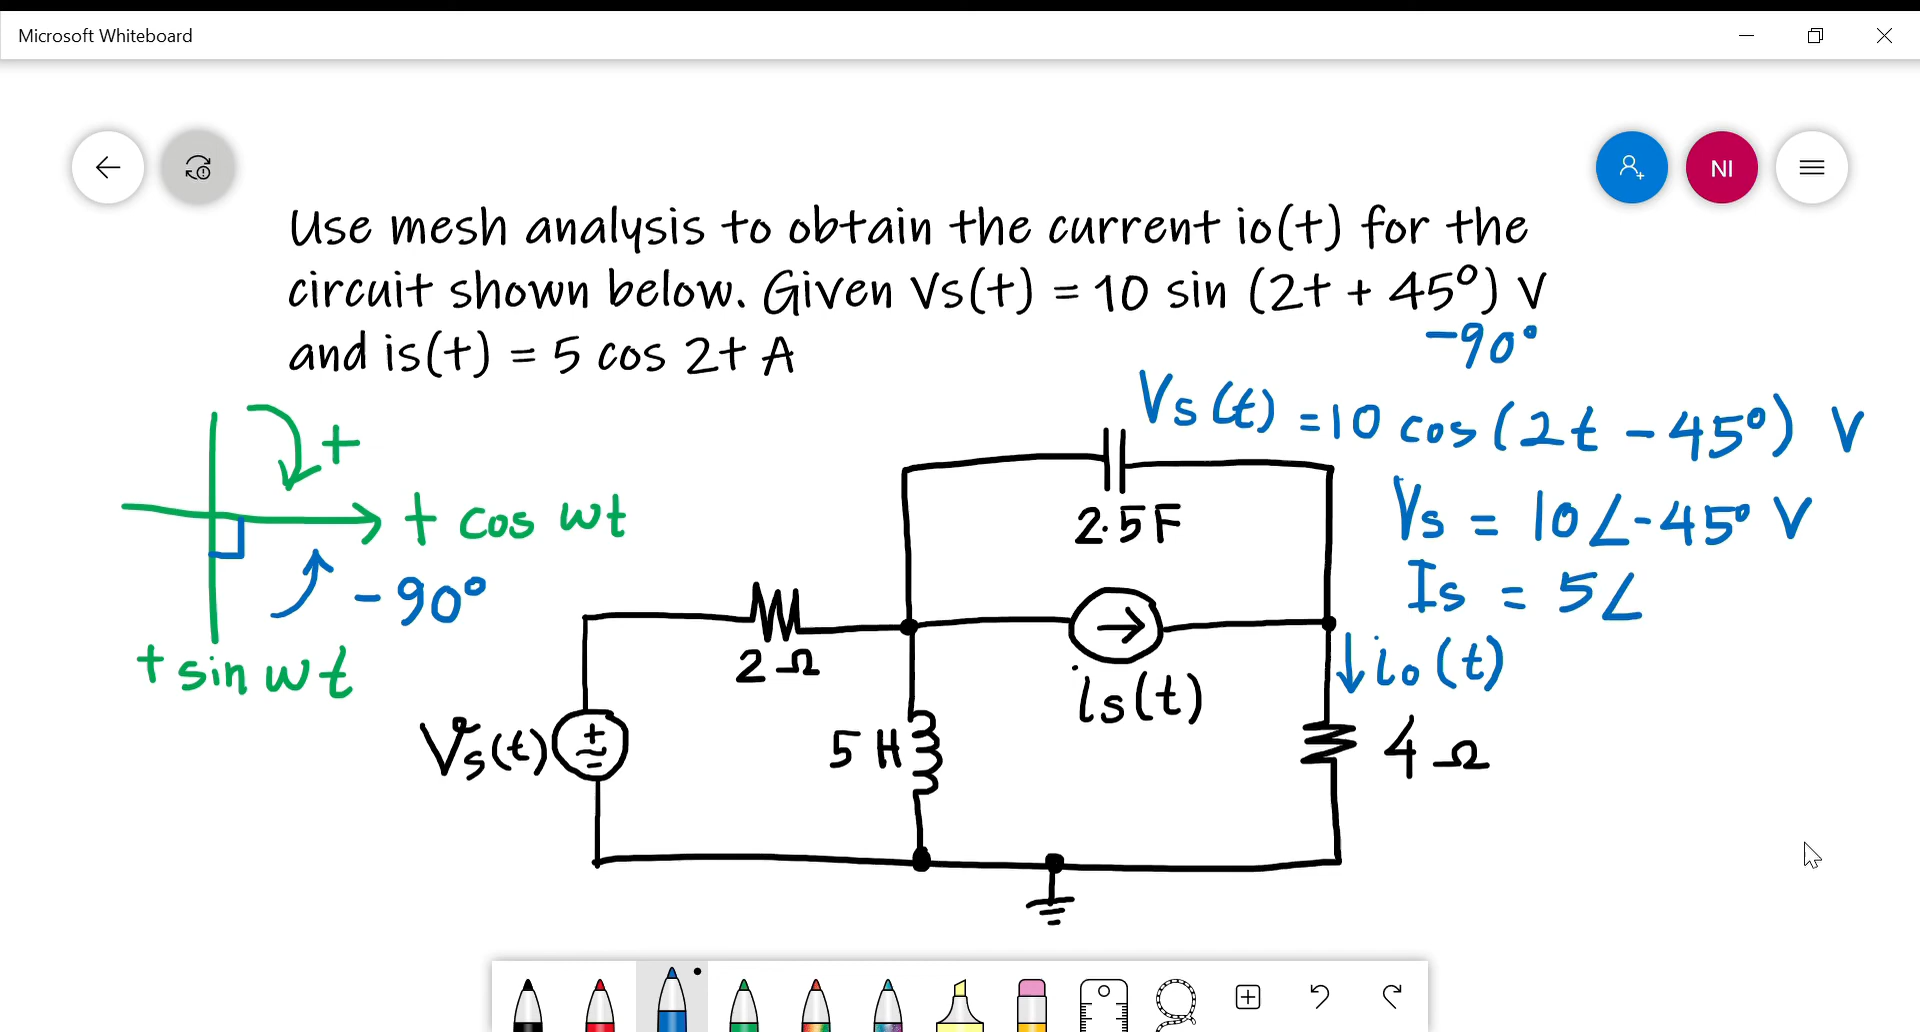 Microsoft Whiteboard
NI
Use mesh analysis to obtain the current io(t) for the
circuit shown below. Given Vs(t) = 10 sin (2t + 45°) V
-90°
and is(t) = 5 cos 2t A
Vs(t) = 10 cos(2t - 45°) V
+
+ cos wt
2.5F
Vs = 10∠-45° V
-90°
Is = 5∠
2Ω
↓io(t)
+ sin wt
is(t)
Vs(t)
+
-
5 H
4Ω